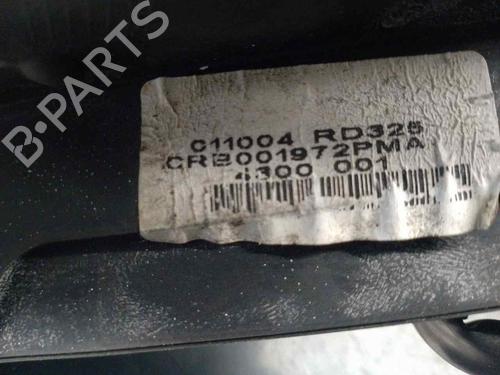 B-PARTS
C11004 RD325
CRB001972PMA
4300 001